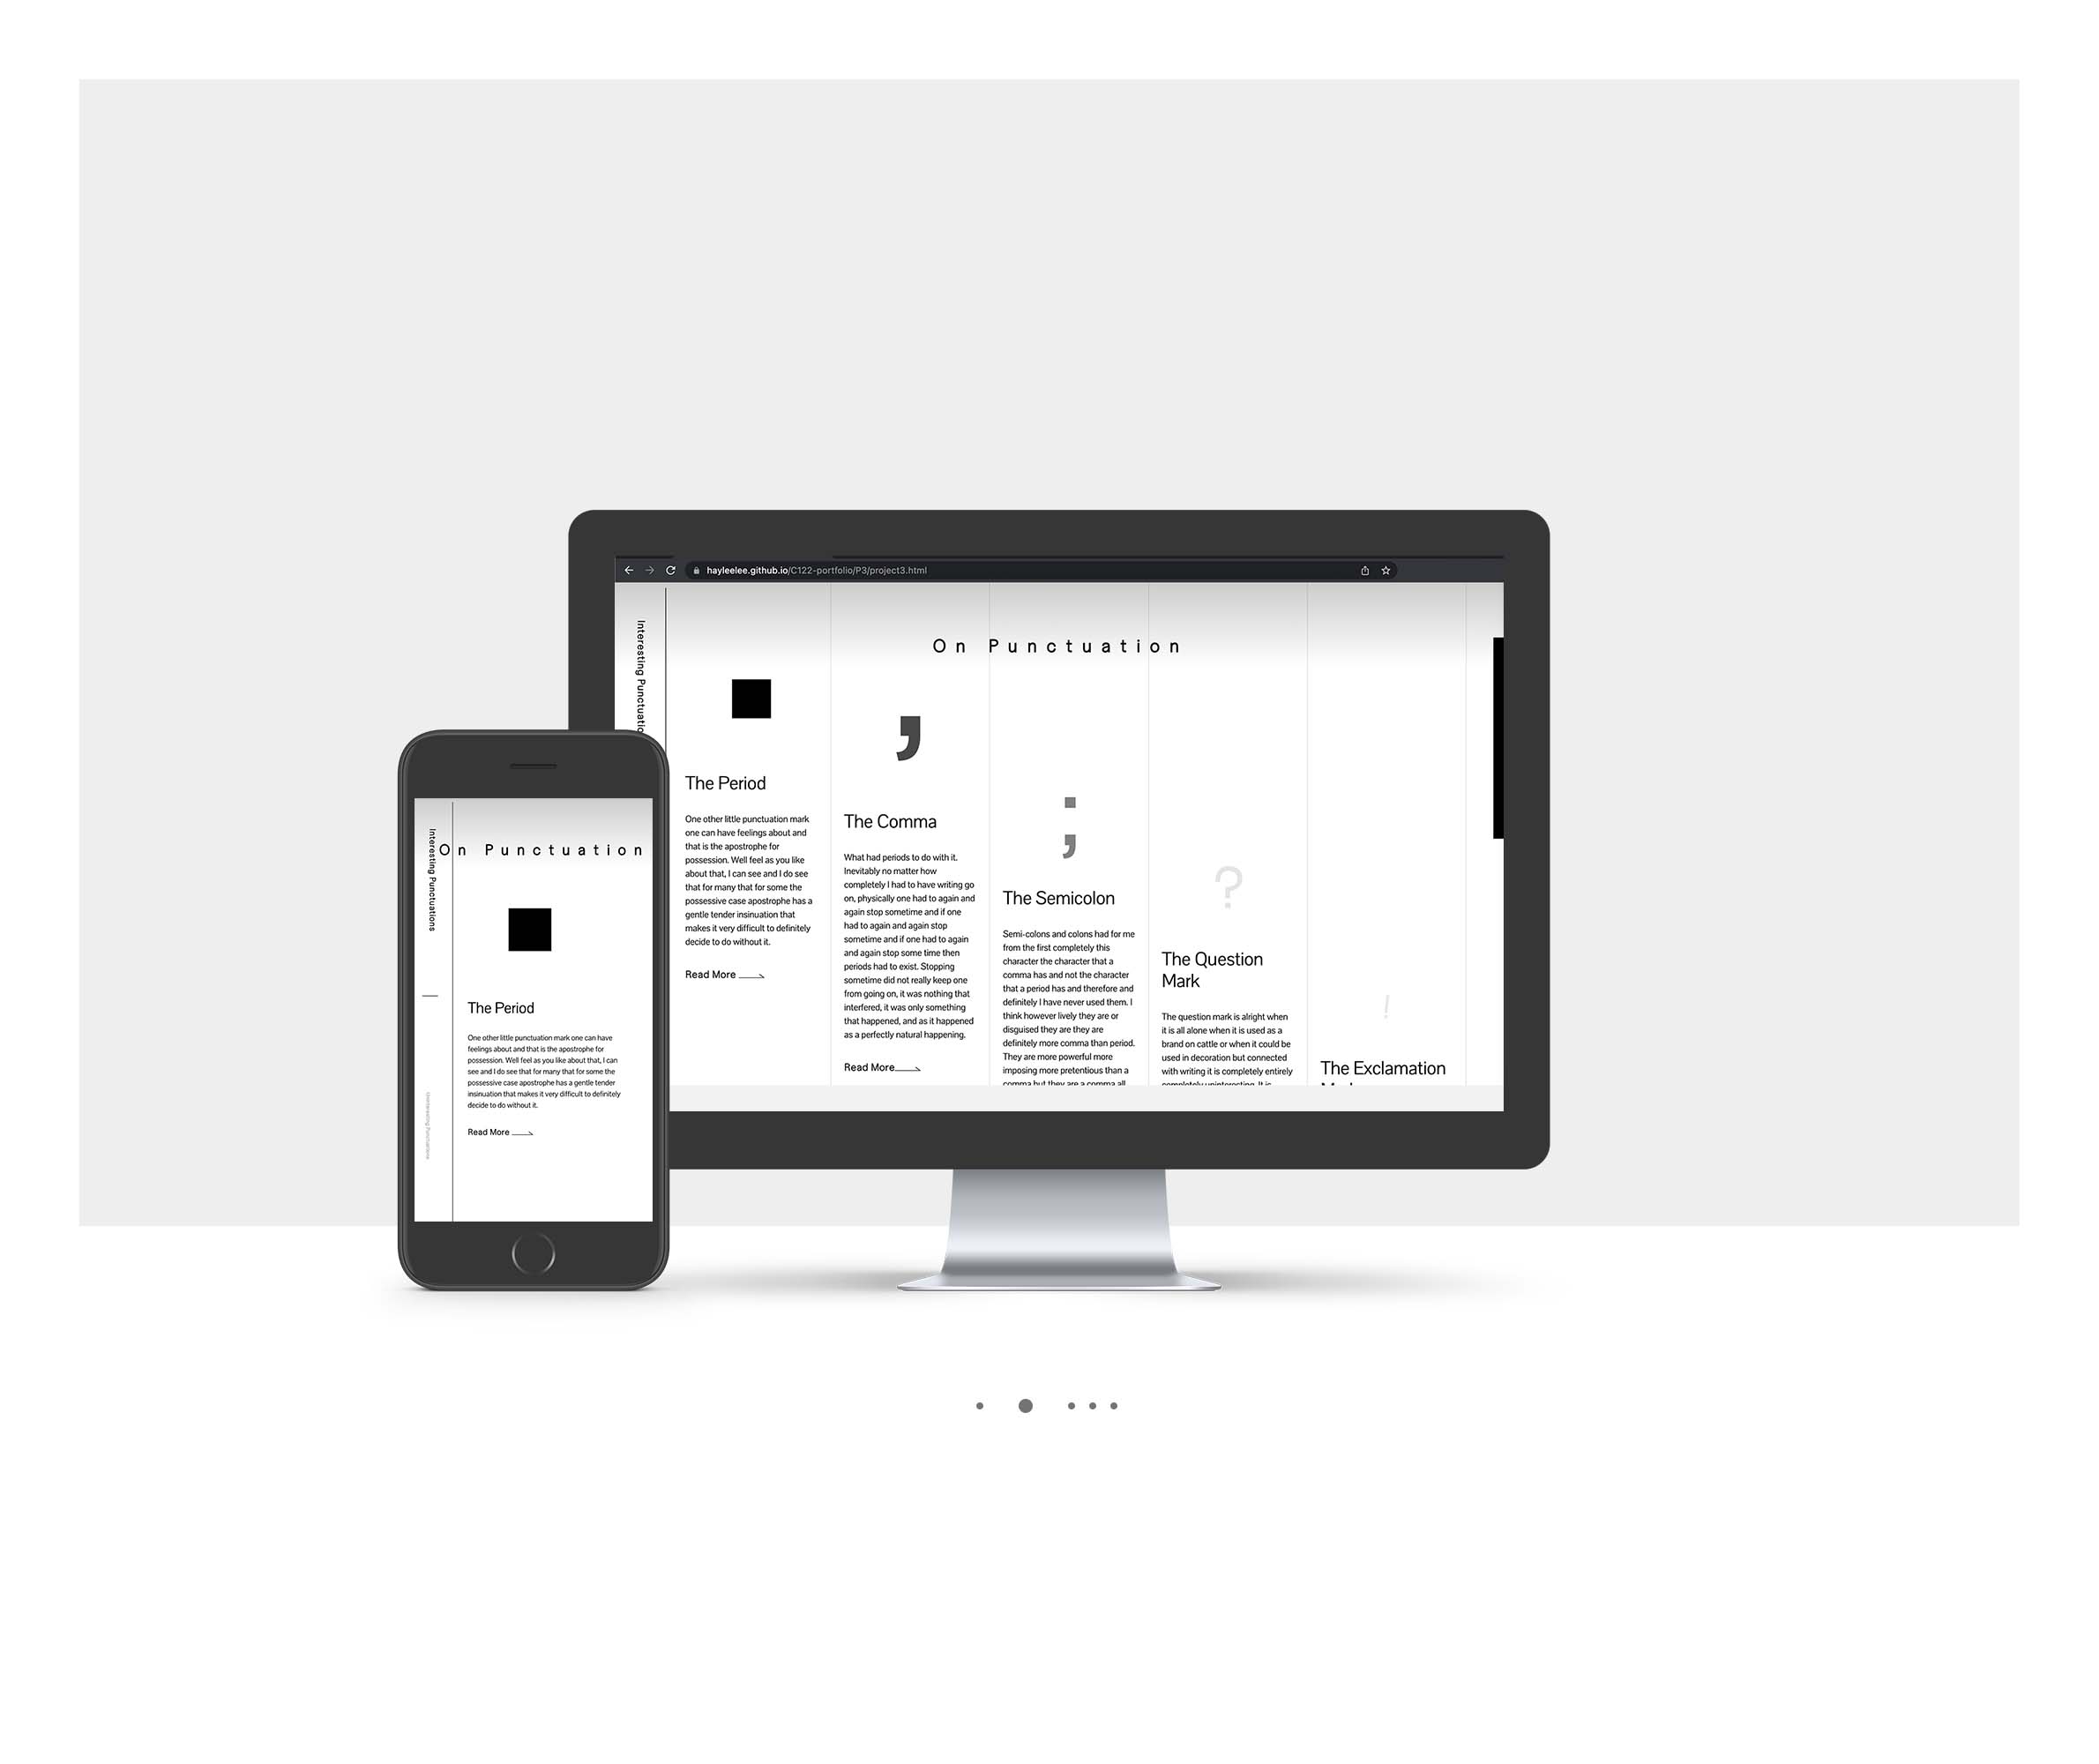 hayleelee.github.io/C122-portfolio/P3/project3.html
Interesting Punctuatio
On Punctuation
The Period
One other little punctuation mark
one can have feelings about and
that is the apostrophe for
possession. Well feel as you like
about that, I can see and I do see
that for many that for some the
possessive case apostrophe has a
gentle tender insinuation that
makes it very difficult to definitely
decide to do without it.
Read More
,
The Comma
What had periods to do with it.
Inevitably no matter how
completely I had to have writing go
on, physically one had to again and
again stop sometime and if one
had to again and again stop
sometime and if one had to again
and again stop some time then
periods had to exist. Stopping
sometime did not really keep one
from going on, it was nothing that
interfered, it was only something
that happened, and as it happened
as a perfectly natural happening.
Read More
;
The Semicolon
Semi-colons and colons had for me
from the first completely this
character the character that a
comma has and not the character
that a period has and therefore and
definitely I have never used them. I
think however lively they are or
disguised they are they are
definitely more comma than period.
They are more powerful more
imposing more pretentious than a
comma but they are a comma all
?
The Question
Mark
The question mark is alright when
it is all alone when it is used as a
brand on cattle or when it could be
used in decoration but connected
with writing it is completely entirely
completely uninteresting. It is
!
The Exclamation
Interesting Punctuations
On Punctuation
The Period
One other little punctuation mark one can have
feelings about and that is the apostrophe for
possession. Well feel as you like about that, I can
see and I do see that for many that for some the
possessive case apostrophe has a gentle tender
insinuation that makes it very difficult to definitely
decide to do without it.
Read More
Uninteresting Punctuations